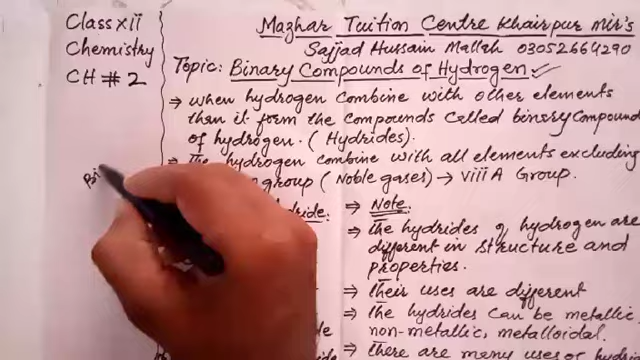 Class xii
Chemistry
CH # 2
Mazhar Tuition Centre Khairpur Mir's
Sajjad Hussain Mallah 03052664290
Topic: Binary Compounds of Hydrogen
⇒ when hydrogen combine with other elements
than it form the compounds called binary compound
of hydrogen. (Hydrides).
⇒ The hydrogen combine with all elements excluding
group (Noble gases) → viii A Group.
⇒ Note:
⇒ The hydrides of hydrogen are
different in structure and
properties.
⇒ Their uses are different
⇒ The hydrides can be metallic,
non-metallic, metalloidal.
⇒ there are many uses of